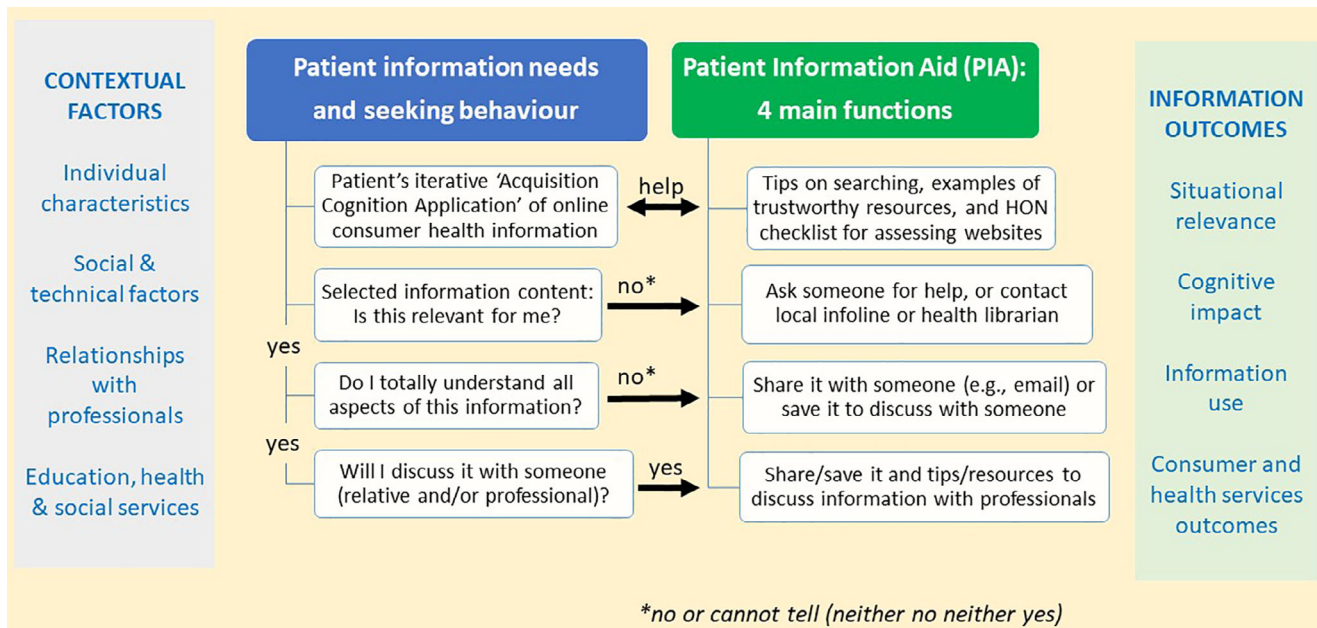 CONTEXTUAL
FACTORS
Individual
characteristics
Social &
technical factors
Relationships
with
professionals
Education, health
& social services
Patient information needs
and seeking behaviour
Patient's iterative ‘Acquisition
Cognition Application’ of online
consumer health information
Selected information content:
Is this relevant for me?
yes
Do I totally understand all
aspects of this information?
yes
Will I discuss it with someone
(relative and/or professional)?
help
no*
no*
yes
Patient Information Aid (PIA):
4 main functions
Tips on searching, examples of
trustworthy resources, and HON
checklist for assessing websites
Ask someone for help, or contact
local infoline or health librarian
Share it with someone (e.g., email) or
save it to discuss with someone
Share/save it and tips/resources to
discuss information with professionals
INFORMATION
OUTCOMES
Situational
relevance
Cognitive
impact
Information
use
Consumer and
health services
outcomes
*no or cannot tell (neither no neither yes)